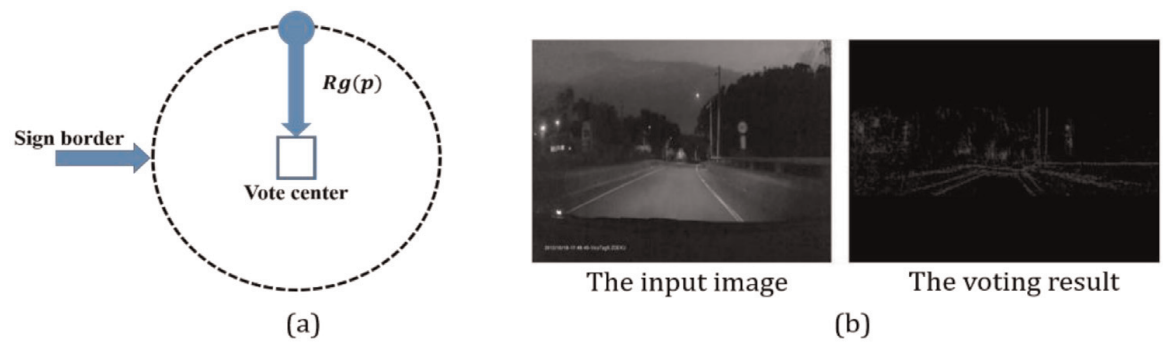 Rg(p)
Sign border
Vote center
(a)
The input image
The voting result
(b)